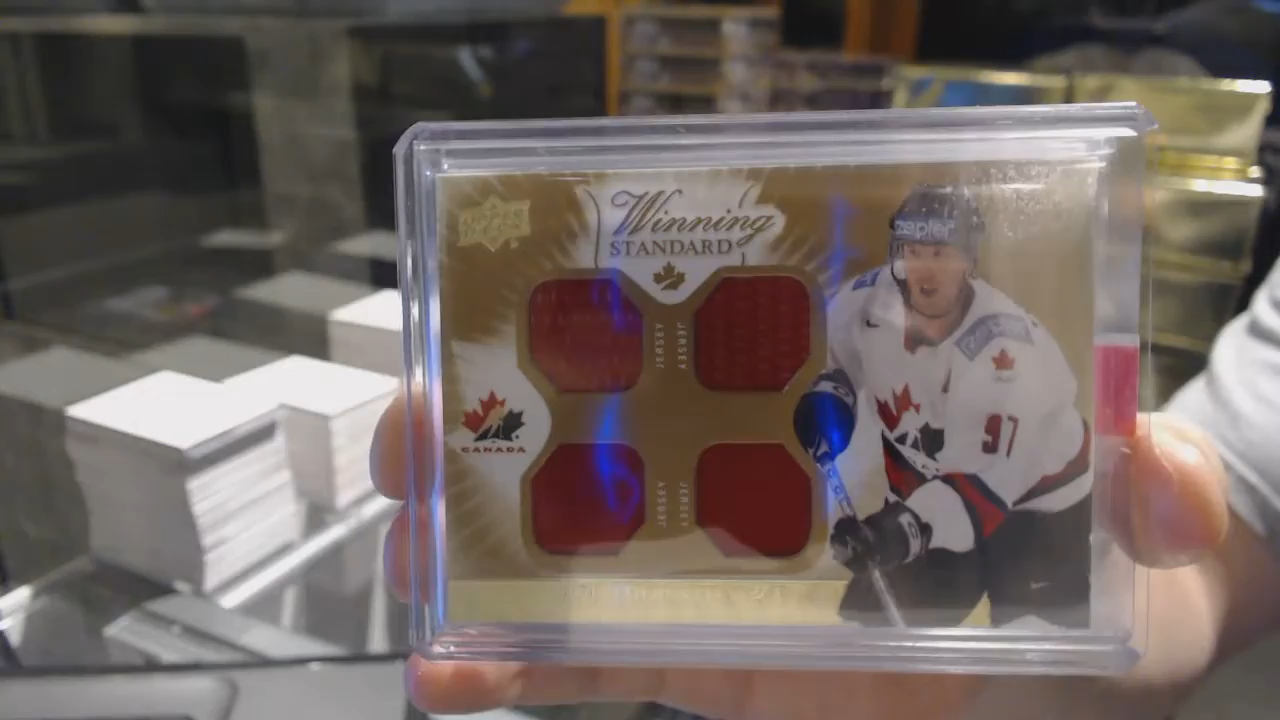 UPPER DECK
Winning
STANDARD
JERSEY
JERSEY
JERSEY
JERSEY
CANADA
zepter
97